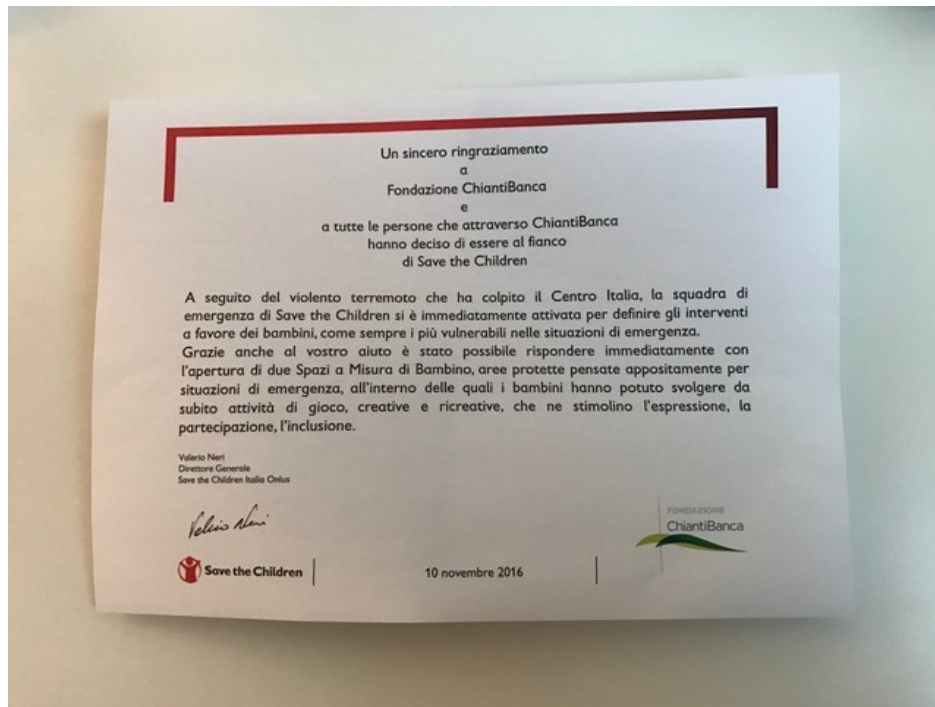 Un sincero ringraziamento
a
Fondazione ChiantiBanca
e
a tutte le persone che attraverso ChiantiBanca
hanno deciso di essere al fianco
di Save the Children
A seguito del violento terremoto che ha colpito il Centro Italia, la squadra di
emergenza di Save the Children si è immediatamente attivata per definire gli interventi
a favore dei bambini, come sempre i più vulnerabili nelle situazioni di emergenza.
Grazie anche al vostro aiuto è stato possibile rispondere immediatamente con
l'apertura di due Spazi a Misura di Bambino, aree protette pensate appositamente per
situazioni di emergenza, all'interno delle quali i bambini hanno potuto svolgere da
subito attività di gioco, creative e ricreative, che ne stimolino l'espressione, la
partecipazione, l'inclusione.
Valerio Neri
Direttore Generale
Save the Children Italia Onlus
Valerio Neri
FONDAZIONE
ChiantiBanca
Save the Children
10 novembre 2016